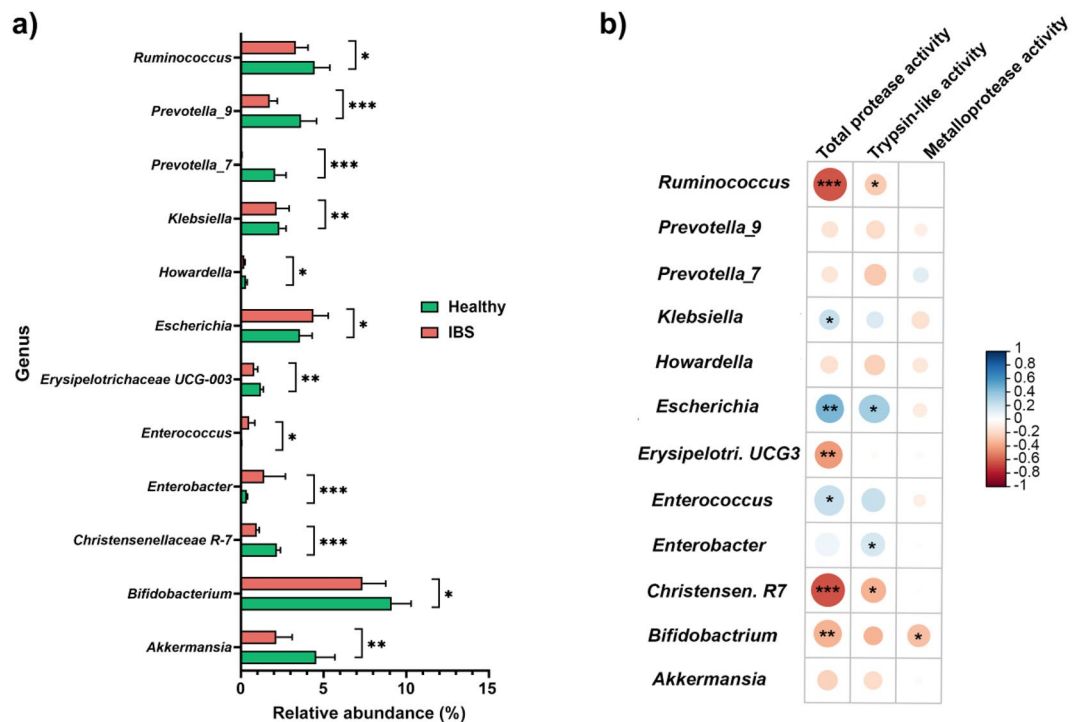 a)
Genus
Ruminococcus
*
Prevotella_9
***
Prevotella_7
***
Klebsiella
**
Howardella
*
Escherichia
*
Erysipelotrichaceae UCG-003
**
Enterococcus
*
Enterobacter
***
Christensenellaceae R-7
***
Bifidobacterium
*
Akkermansia
**
Healthy
IBS
0 5 10 15
Relative abundance (%)
b)
Total protease activity
Trypsin-like activity
Metalloprotease activity
Ruminococcus *** *
Prevotella_9
Prevotella_7
Klebsiella *
Howardella
Escherichia ** *
Erysipelotri. UCG3 **
Enterococcus *
Enterobacter *
Christensen. R7 *** *
Bifidobactrium ** *
Akkermansia
1
0.8
0.6
0.4
0.2
0
-0.2
-0.4
-0.6
-0.8
-1